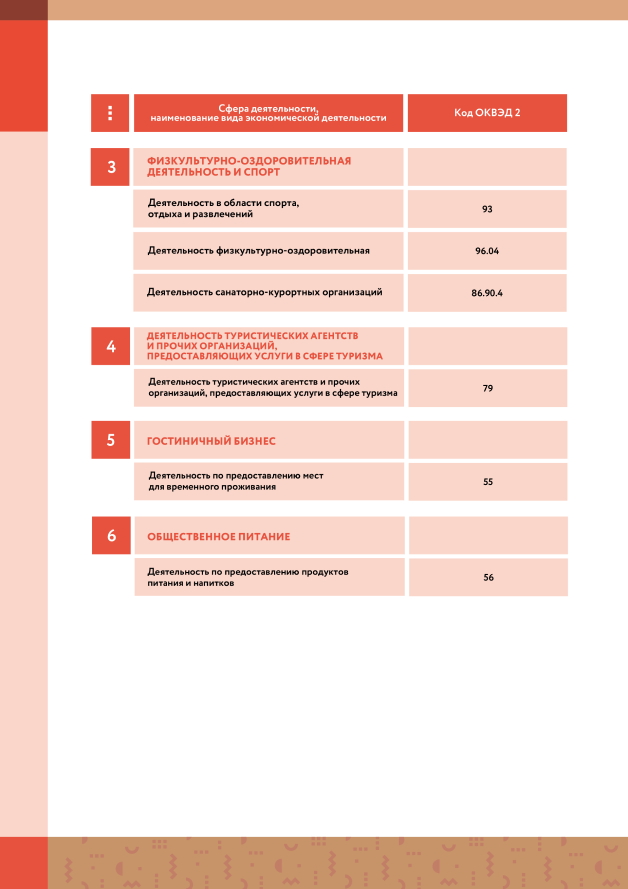 Сфера деятельности,
наименование вида экономической деятельности
Код ОКВЭД 2
3
ФИЗКУЛЬТУРНО-ОЗДОРОВИТЕЛЬНАЯ
ДЕЯТЕЛЬНОСТЬ И СПОРТ
Деятельность в области спорта,
отдыха и развлечений
93
Деятельность физкультурно-оздоровительная
96.04
Деятельность санаторно-курортных организаций
86.90.4
4
ДЕЯТЕЛЬНОСТЬ ТУРИСТИЧЕСКИХ АГЕНТСТВ
И ПРОЧИХ ОРГАНИЗАЦИЙ,
ПРЕДОСТАВЛЯЮЩИХ УСЛУГИ В СФЕРЕ ТУРИЗМА
Деятельность туристических агентств и прочих
организаций, предоставляющих услуги в сфере туризма
79
5
ГОСТИНИЧНЫЙ БИЗНЕС
Деятельность по предоставлению мест
для временного проживания
55
6
ОБЩЕСТВЕННОЕ ПИТАНИЕ
Деятельность по предоставлению продуктов
питания и напитков
56